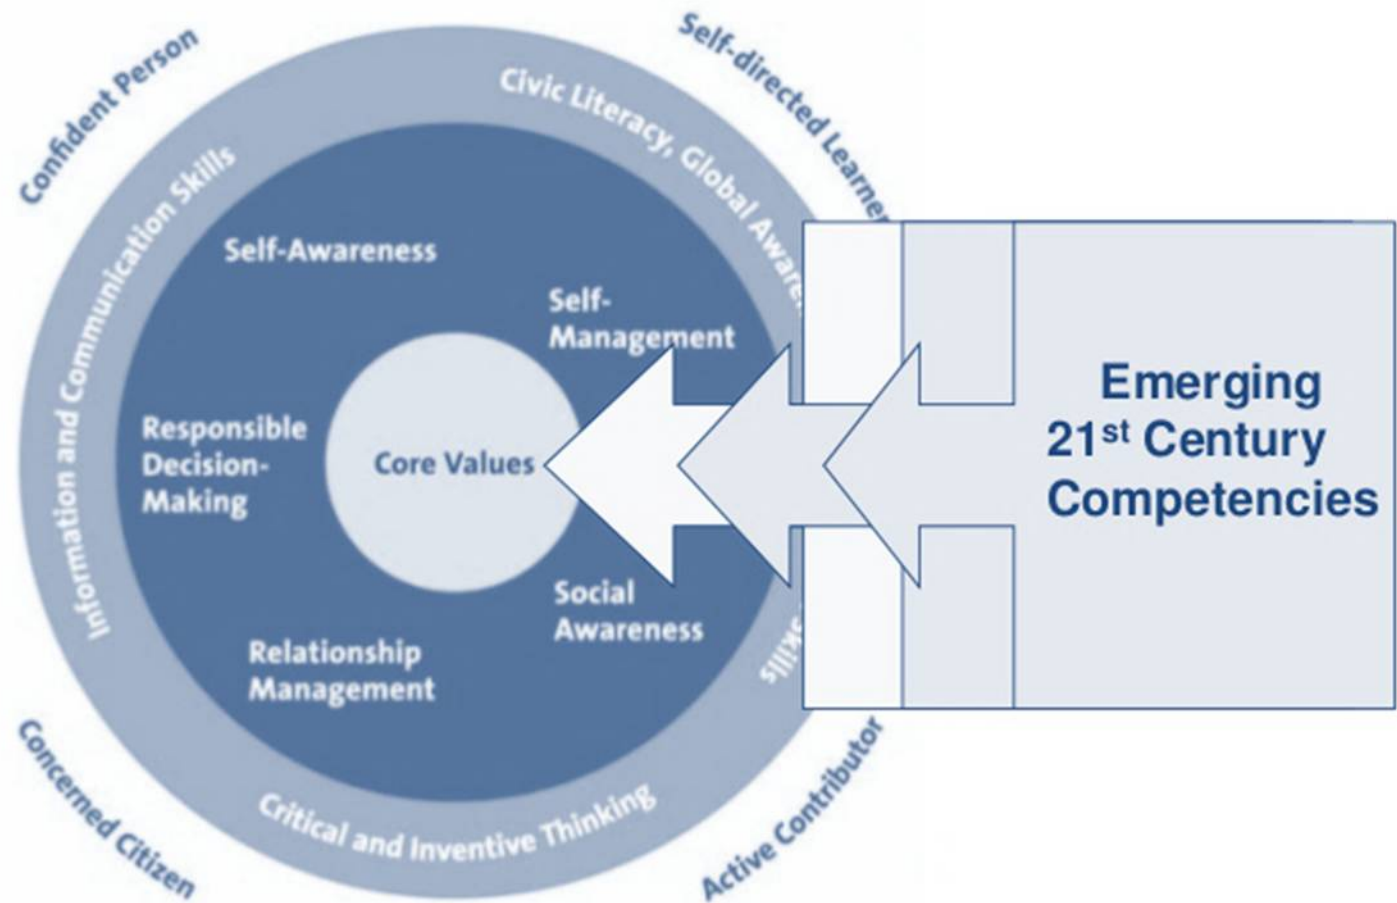 Confident Person
Self-directed Learner
Civic Literacy, Global Aware
Information and Communication Skills
Self-Awareness
Self-
Management
Responsible
Decision-
Making
Core Values
Emerging
21st Century
Competencies
Social
Awareness
Skills
Relationship
Management
Critical and Inventive Thinking
Concerned Citizen
Active Contributor